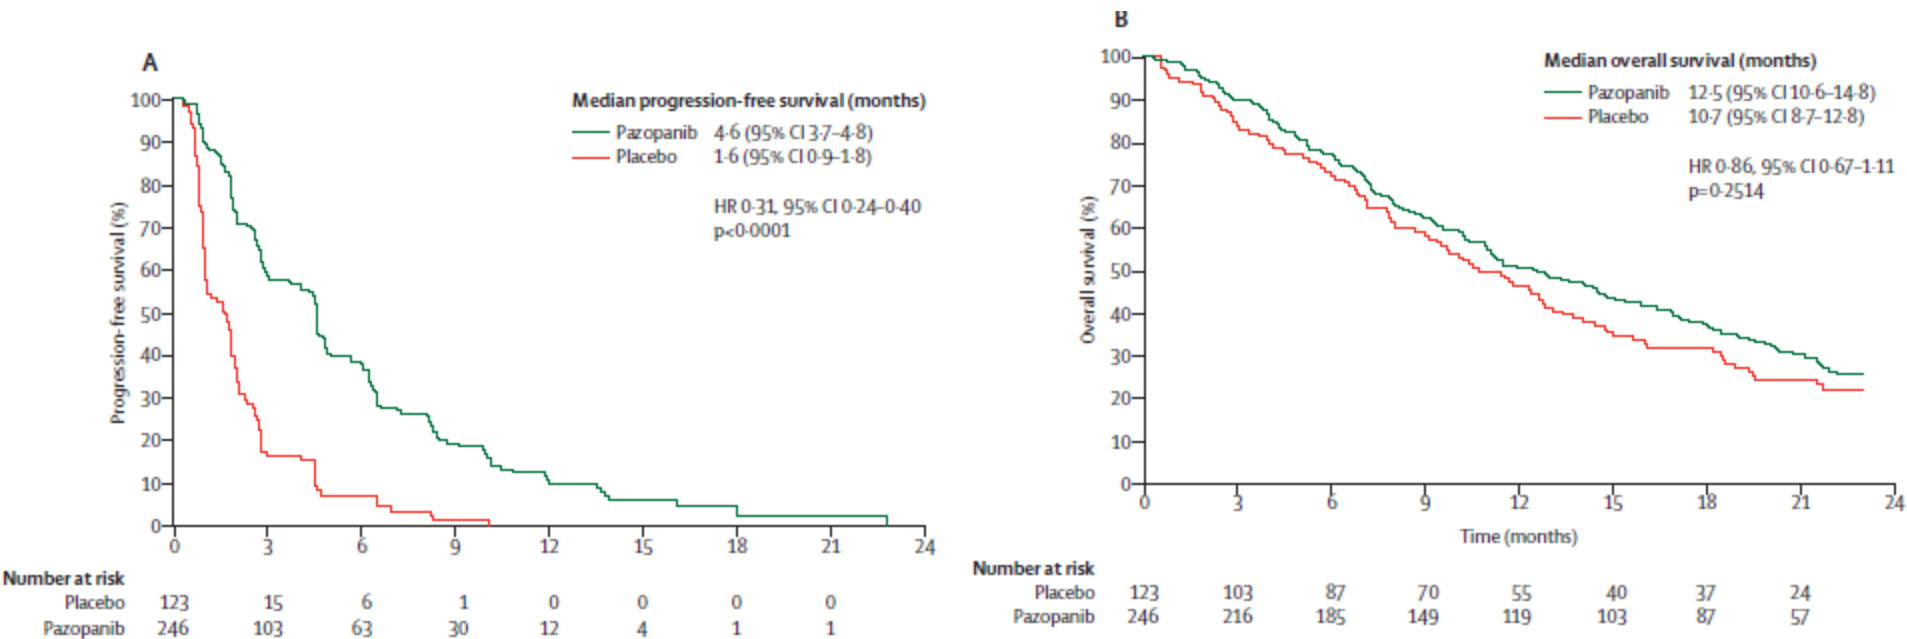 A
Median progression-free survival (months)
Pazopanib 4·6 (95% CI 3·7–4·8)
Placebo 1·6 (95% CI 0·9–1·8)
HR 0·31, 95% CI 0·24–0·40
p<0·0001
Progression-free survival (%)
100
90
80
70
60
50
40
30
20
10
0
0 3 6 9 12 15 18 21 24
Number at risk
Placebo 123 15 6 1 0 0 0 0
Pazopanib 246 103 63 30 12 4 1 1
B
Median overall survival (months)
Pazopanib 12·5 (95% CI 10·6–14·8)
Placebo 10·7 (95% CI 8·7–12·8)
HR 0·86, 95% CI 0·67–1·11
p=0·2514
Overall survival (%)
100
90
80
70
60
50
40
30
20
10
0
0 3 6 9 12 15 18 21 24
Time (months)
Number at risk
Placebo 123 103 87 70 55 40 37 24
Pazopanib 246 216 185 149 119 103 87 57